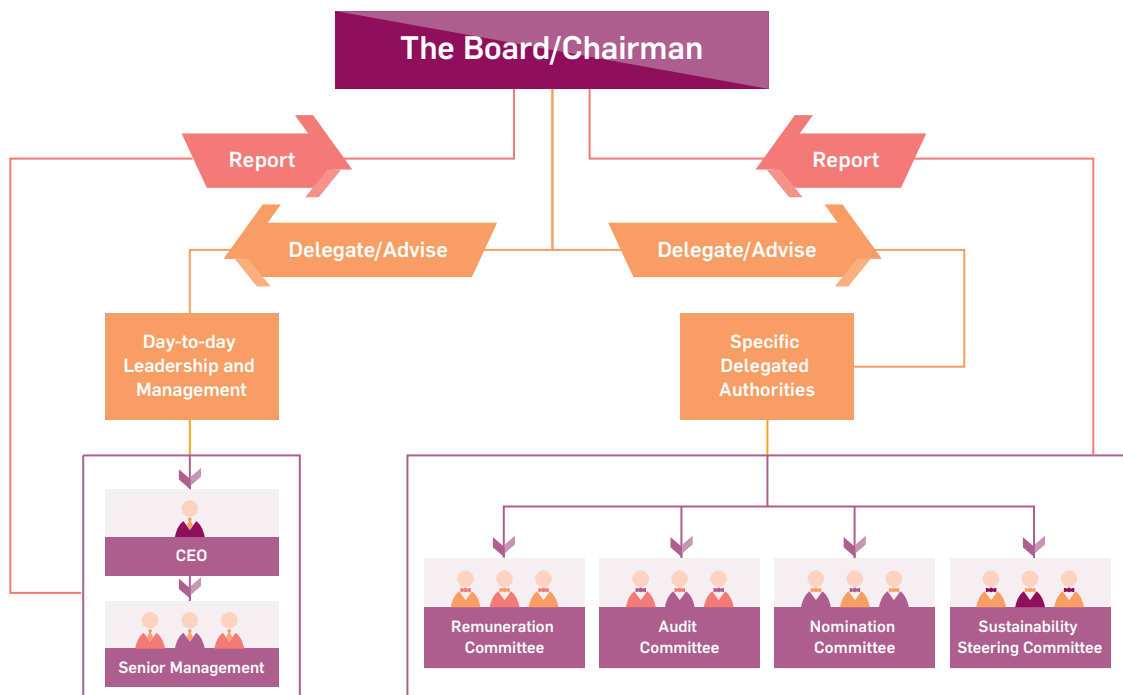 The Board/Chairman
Report
Report
Delegate/Advise
Delegate/Advise
Day-to-day
Leadership and
Management
Specific
Delegated
Authorities
CEO
Senior Management
Remuneration
Committee
Audit
Committee
Nomination
Committee
Sustainability
Steering Committee